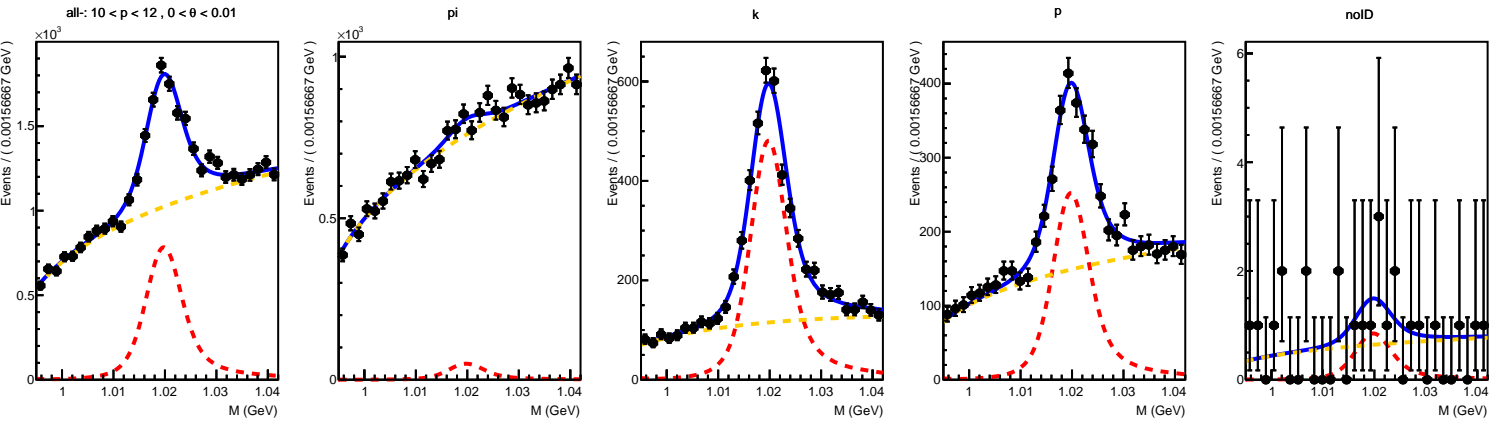 all-: 10 < p < 12 , 0 < θ < 0.01
×10³
Events / ( 0.00156667 GeV )
1.5
1
0.5
0
1 1.01 1.02 1.03 1.04
M (GeV)
pi
×10³
Events / ( 0.00156667 GeV )
1
0.5
0
1 1.01 1.02 1.03 1.04
M (GeV)
k
Events / ( 0.00156667 GeV )
600
400
200
0
1 1.01 1.02 1.03 1.04
M (GeV)
p
Events / ( 0.00156667 GeV )
400
300
200
100
0
1 1.01 1.02 1.03 1.04
M (GeV)
noID
Events / ( 0.00156667 GeV )
6
4
2
0
1 1.01 1.02 1.03 1.04
M (GeV)